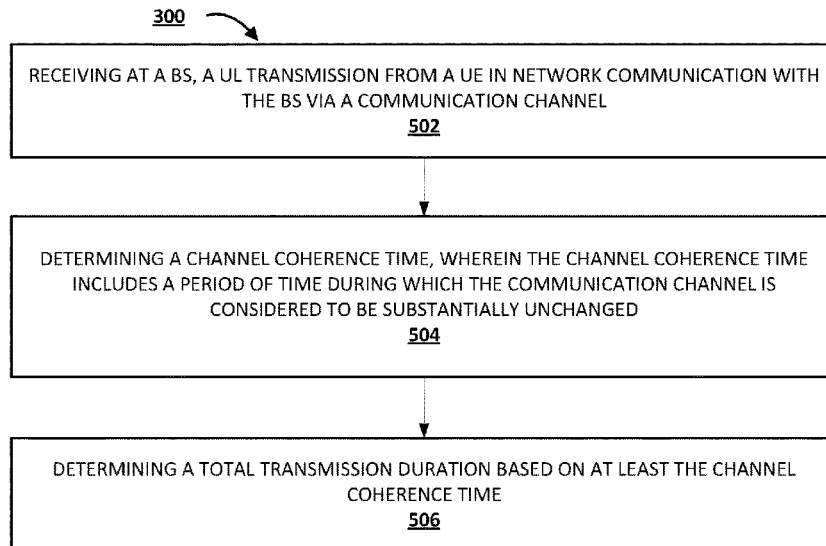 300
RECEIVING AT A BS, A UL TRANSMISSION FROM A UE IN NETWORK COMMUNICATION WITH
THE BS VIA A COMMUNICATION CHANNEL
502
DETERMINING A CHANNEL COHERENCE TIME, WHEREIN THE CHANNEL COHERENCE TIME
INCLUDES A PERIOD OF TIME DURING WHICH THE COMMUNICATION CHANNEL IS
CONSIDERED TO BE SUBSTANTIALLY UNCHANGED
504
DETERMINING A TOTAL TRANSMISSION DURATION BASED ON AT LEAST THE CHANNEL
COHERENCE TIME
506